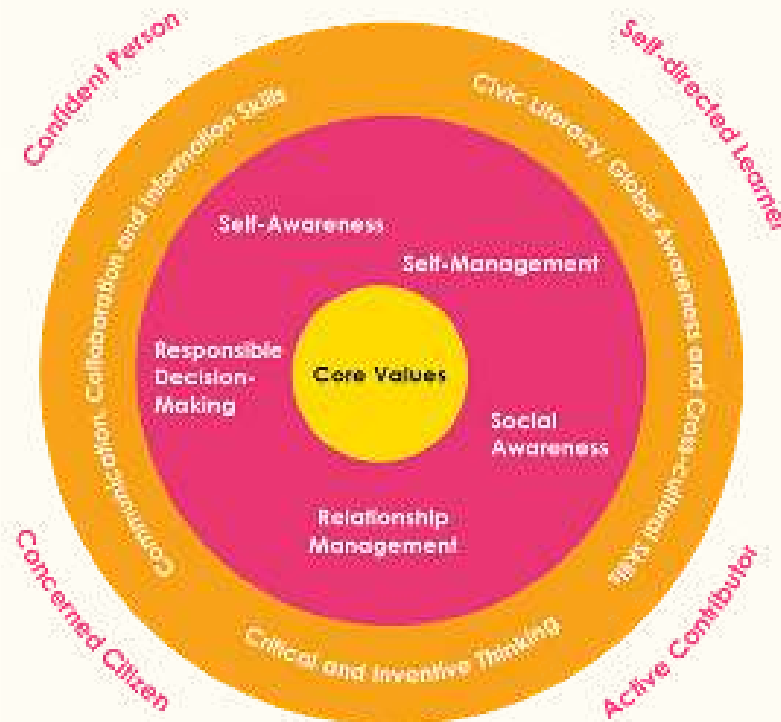 Confident Person
Self-directed Learner
Communication, Collaboration and Information Skills
Civic Literacy, Global Awareness and Cross-cultural Skills
Self-Awareness
Self-Management
Responsible
Decision-
Making
Core Values
Social
Awareness
Relationship
Management
Critical and Inventive Thinking
Concerned Citizen
Active Contributor